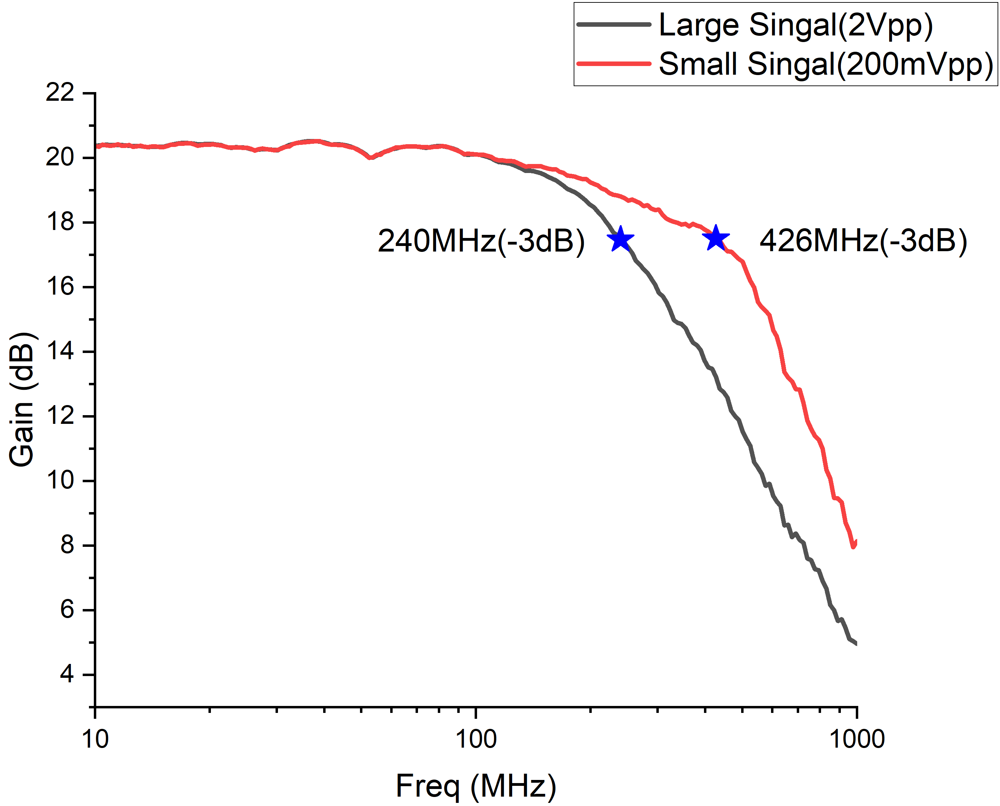 Large Singal(2Vpp)
Small Singal(200mVpp)
22
20
18
16
14
12
10
8
6
4
240MHz(-3dB)
426MHz(-3dB)
Gain (dB)
10
100
1000
Freq (MHz)